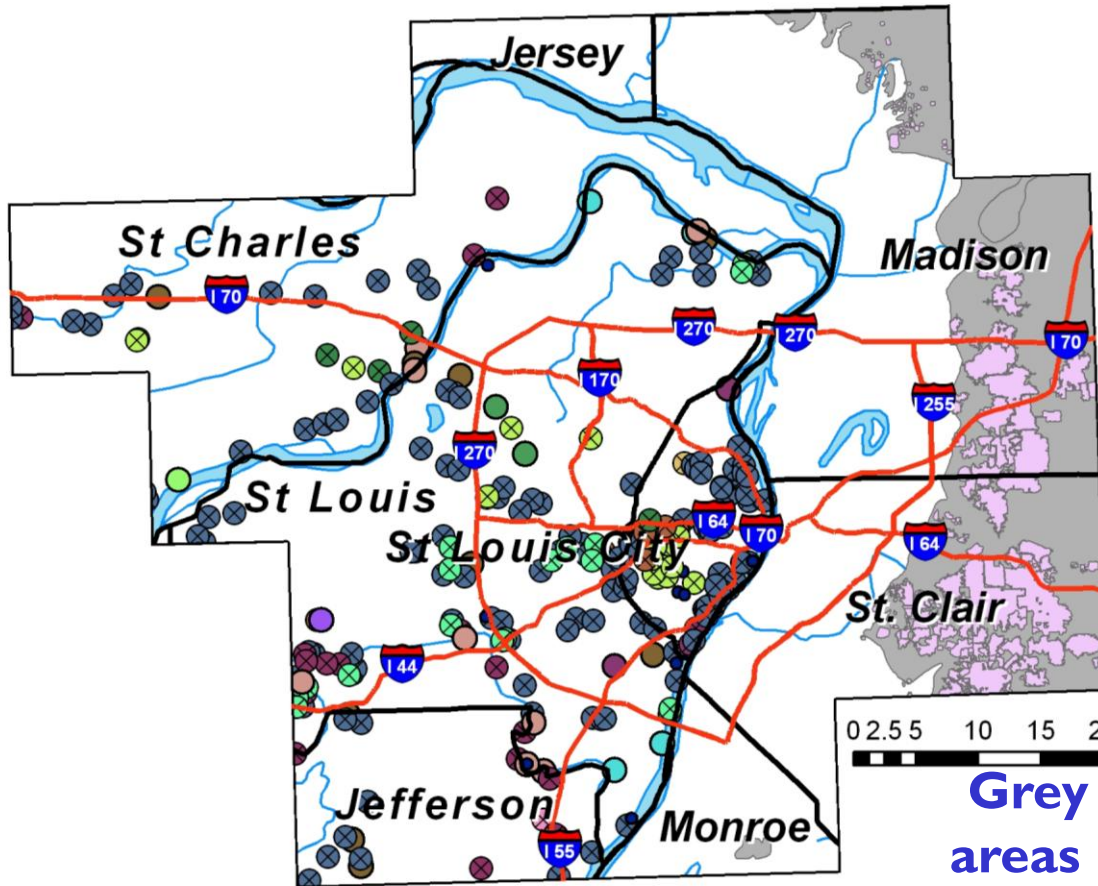 Jersey
St Charles
Madison
I 70
I 270
I 270
I 70
I 170
I 255
I 270
St Louis
I 64
I 70
I 64
St Louis City
St. Clair
I 44
0 2.5 5 10 15 2
Grey
Jefferson
Monroe
areas
I 55